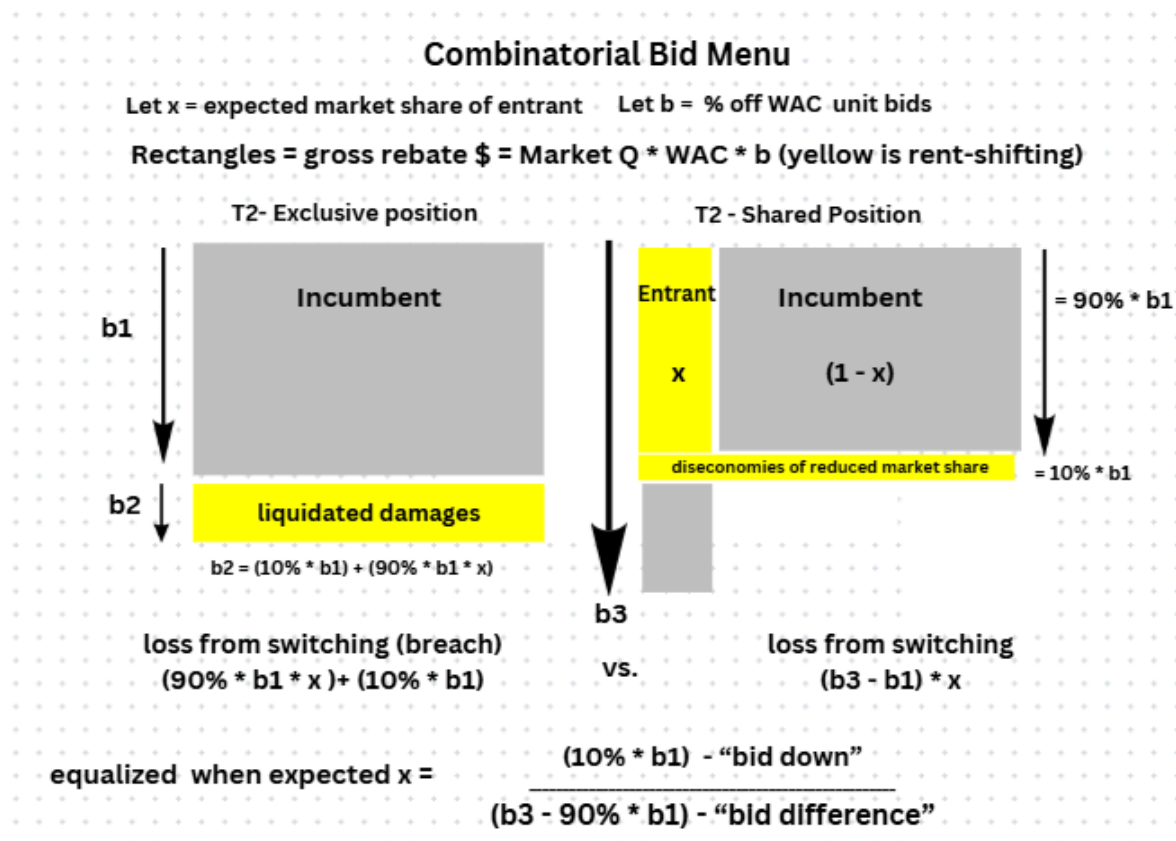 Combinatorial Bid Menu
Let x = expected market share of entrant Let b = % off WAC unit bids
Rectangles = gross rebate $ = Market Q * WAC * b (yellow is rent-shifting)
T2- Exclusive position
T2 - Shared Position
b1
Incumbent
Entrant
Incumbent
= 90% * b1
x
(1 - x)
b2
liquidated damages
diseconomies of reduced market share
= 10% * b1
b2 = (10% * b1) + (90% * b1 * x)
b3
loss from switching (breach)
(90% * b1 * x )+ (10% * b1)
vs.
loss from switching
(b3 - b1) * x
equalized when expected x =
(10% * b1) - “bid down”
(b3 - 90% * b1) - “bid difference”